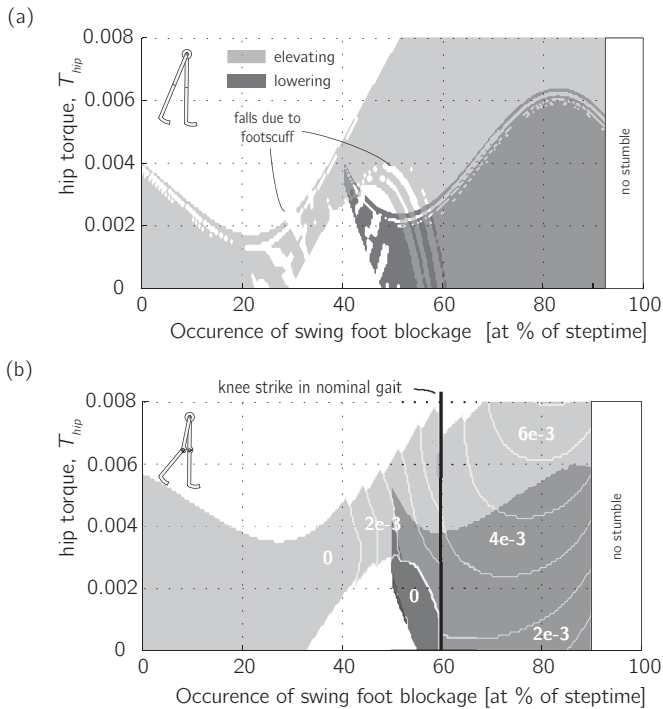 (a)
0.008
0.006
0.004
0.002
0
hip torque, T_hip
elevating
lowering
falls due to
footscuff
no stumble
0 20 40 60 80 100
Occurence of swing foot blockage [at % of steptime]
(b)
knee strike in nominal gait
0.008
0.006
0.004
0.002
0
hip torque, T_hip
6e-3
2e-3
4e-3
0
0
2e-3
no stumble
0 20 40 60 80 100
Occurence of swing foot blockage [at % of steptime]